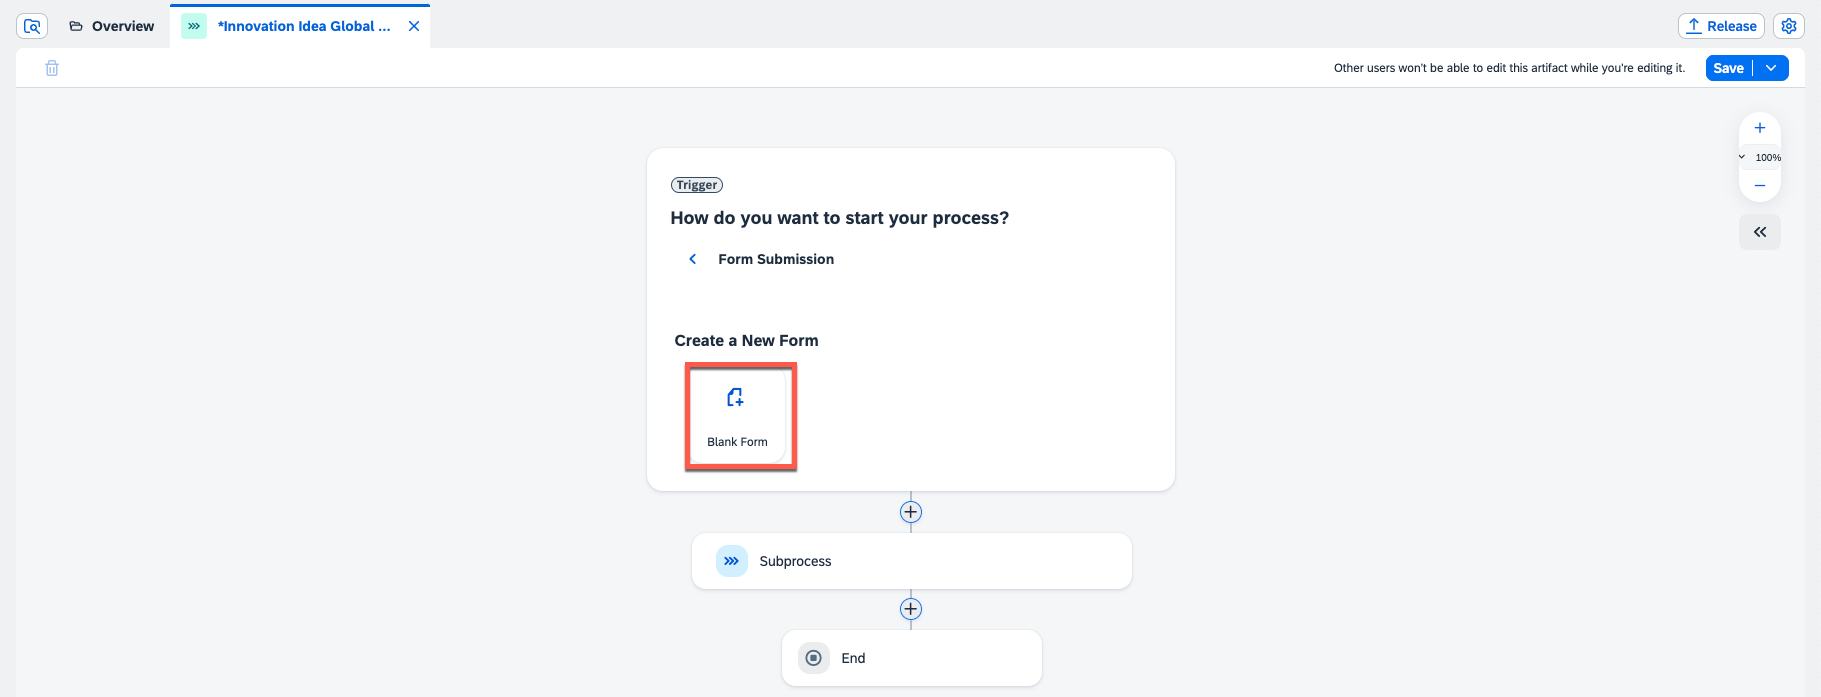 Overview
*Innovation Idea Global ...
Release
Other users won't be able to edit this artifact while you're editing it.
Save
100%
Trigger
How do you want to start your process?
Form Submission
Create a New Form
Blank Form
Subprocess
End